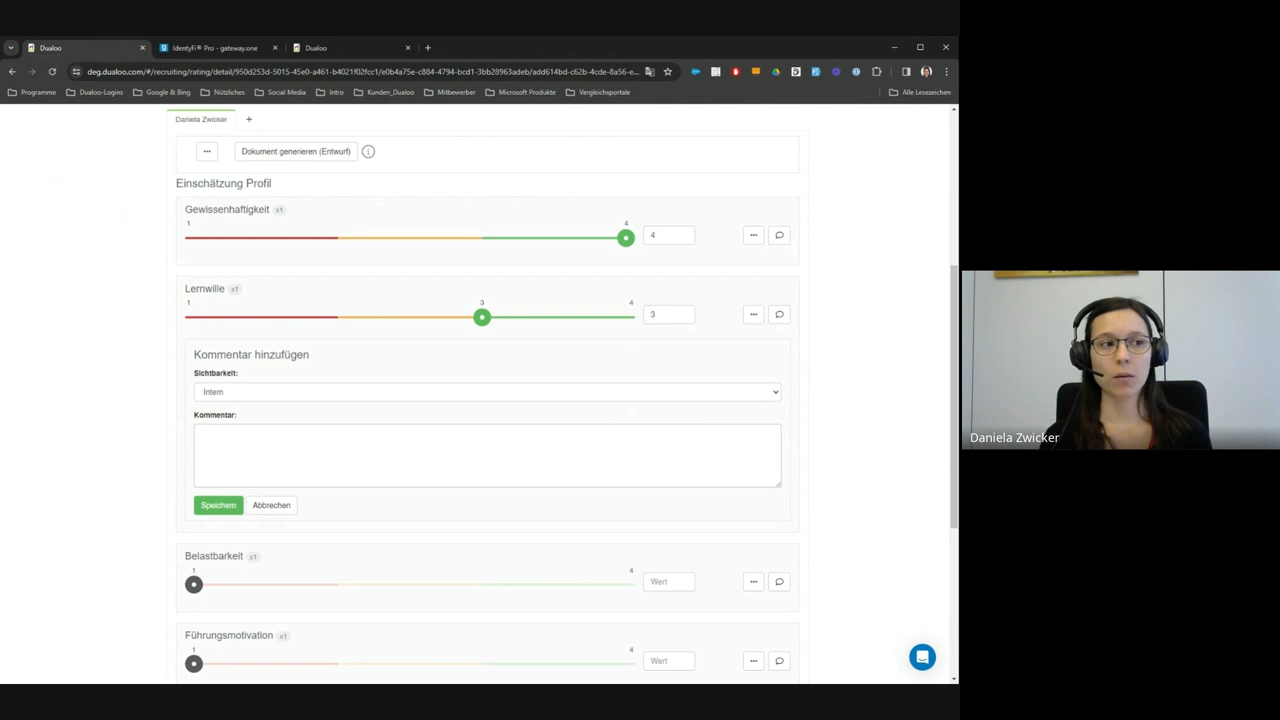 Dualoo
IdentyFi® Pro - gateway.one
Dualoo
deg.dualoo.com/#/recruiting/rating/detail/950d253d-5015-45e0-a461-b4021f02fcc1/e0b4a75e-c884-4794-bcd1-3bb28963adeb/add614bd-c62b-4cde-8a56-e...
Programme
Dualoo-Logins
Google & Bing
Nützliches
Social Media
Intro
Kunden_Dualoo
Mitbewerber
Microsoft Produkte
Vergleichsportale
Alle Lesezeichen
Daniela Zwicker
Dokument generieren (Entwurf)
Einschätzung Profil
Gewissenhaftigkeit x1
1 4
4
Lernwille x1
1 3 4
3
Kommentar hinzufügen
Sichtbarkeit:
Intern
Kommentar:
Speichern Abbrechen
Belastbarkeit x1
1 4
Wert
Führungsmotivation x1
1 4
Wert
Daniela Zwicker